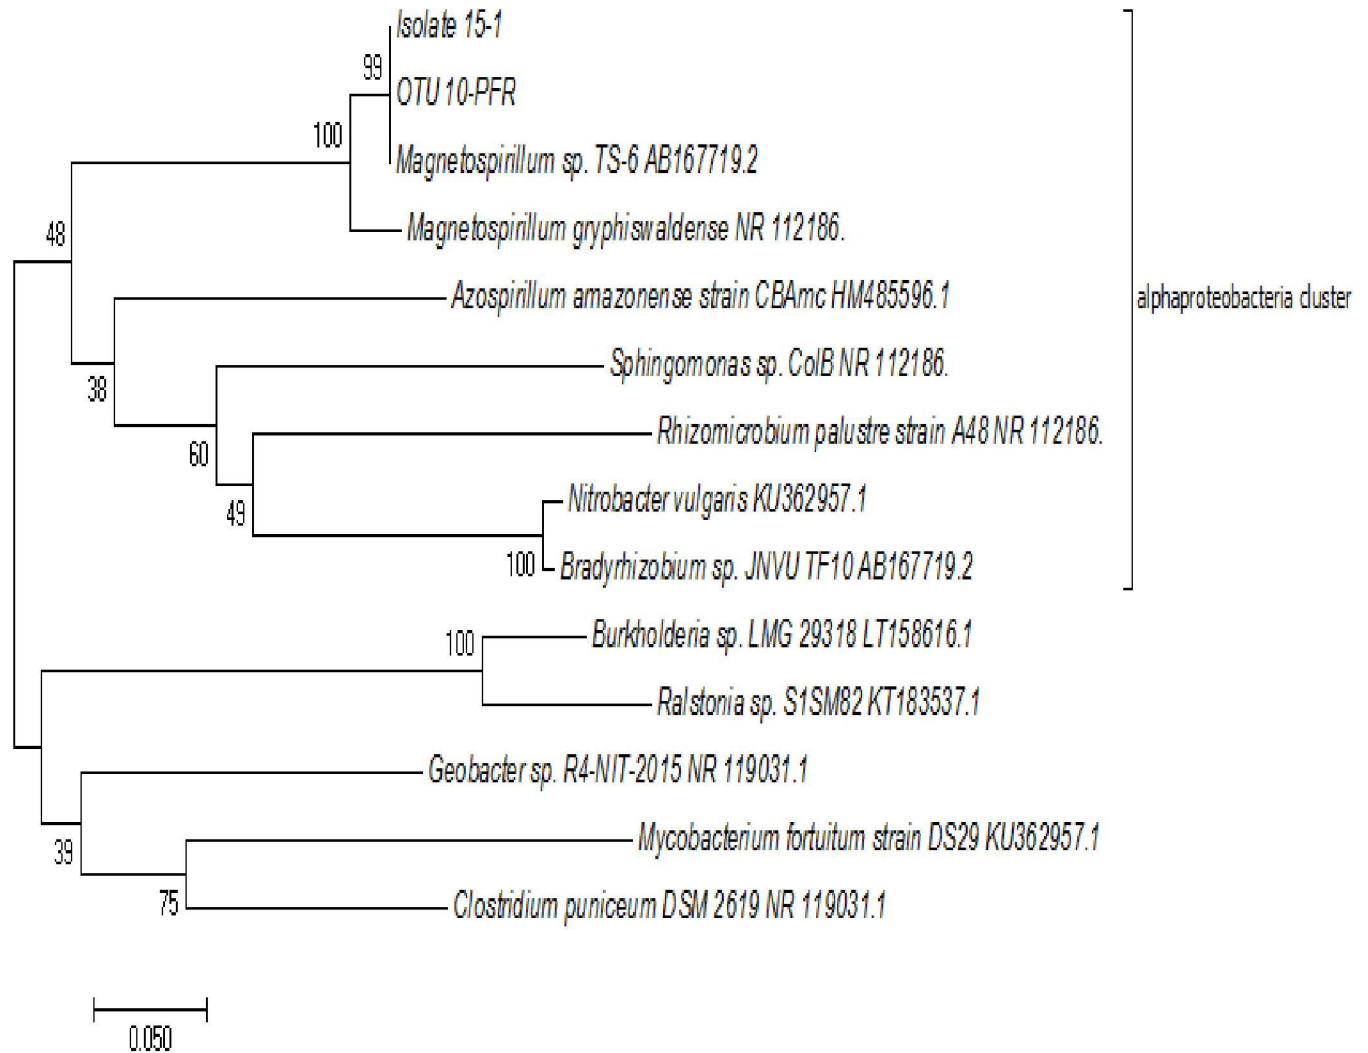 Isolate 15-1
99
OTU 10-PFR
100
Magnetospirillum sp. TS-6 AB167719.2
48
Magnetospirillum gryphiswaldense NR 112186.
Azospirillum amazonense strain CBAmc HM485596.1
alphaproteobacteria cluster
38
Sphingomonas sp. ColB NR 112186.
Rhizomicrobium palustre strain A48 NR 112186.
60
Nitrobacter vulgaris KU362957.1
49
100
Bradyrhizobium sp. JNVU TF10 AB167719.2
Burkholderia sp. LMG 29318 LT158616.1
100
Ralstonia sp. S1SM82 KT183537.1
Geobacter sp. R4-NIT-2015 NR 119031.1
39
Mycobacterium fortuitum strain DS29 KU362957.1
75
Clostridium puniceum DSM 2619 NR 119031.1
0.050